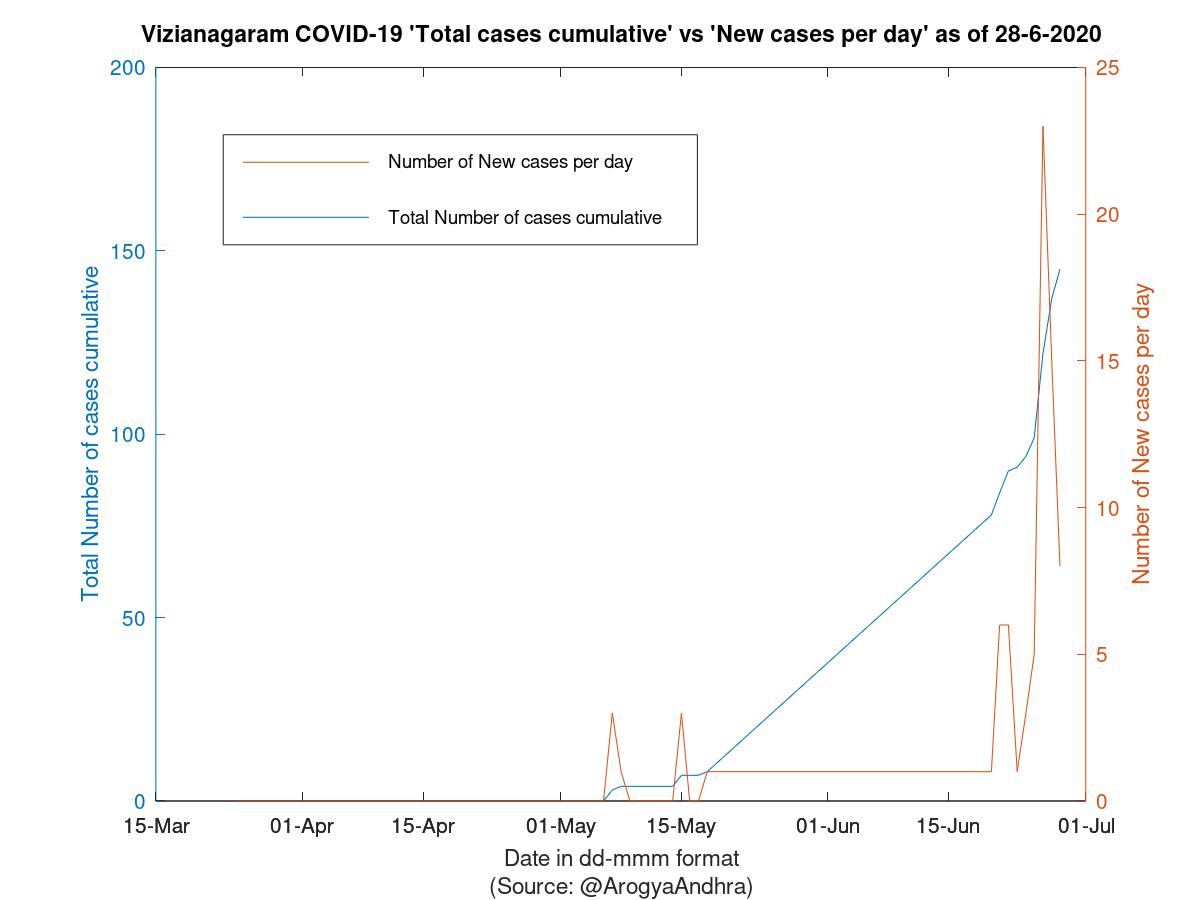 Vizianagaram COVID-19 'Total cases cumulative' vs 'New cases per day' as of 28-6-2020
200
150
100
50
0
Total Number of cases cumulative
Number of New cases per day
Total Number of cases cumulative
25
20
15
10
5
0
Number of New cases per day
15-Mar 01-Apr 15-Apr 01-May 15-May 01-Jun 15-Jun 01-Jul
Date in dd-mmm format
(Source: @ArogyaAndhra)